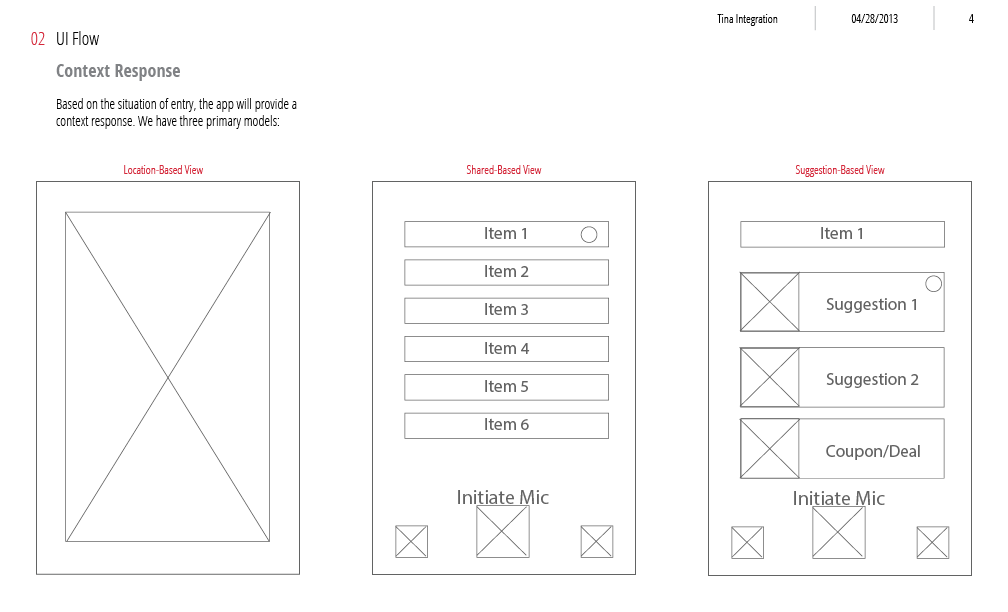 Tina Integration
04/28/2013
4
02 UI Flow
Context Response
Based on the situation of entry, the app will provide a
context response. We have three primary models:
Location-Based View
Shared-Based View
Item 1
Item 2
Item 3
Item 4
Item 5
Item 6
Initiate Mic
Suggestion-Based View
Item 1
Suggestion 1
Suggestion 2
Coupon/Deal
Initiate Mic